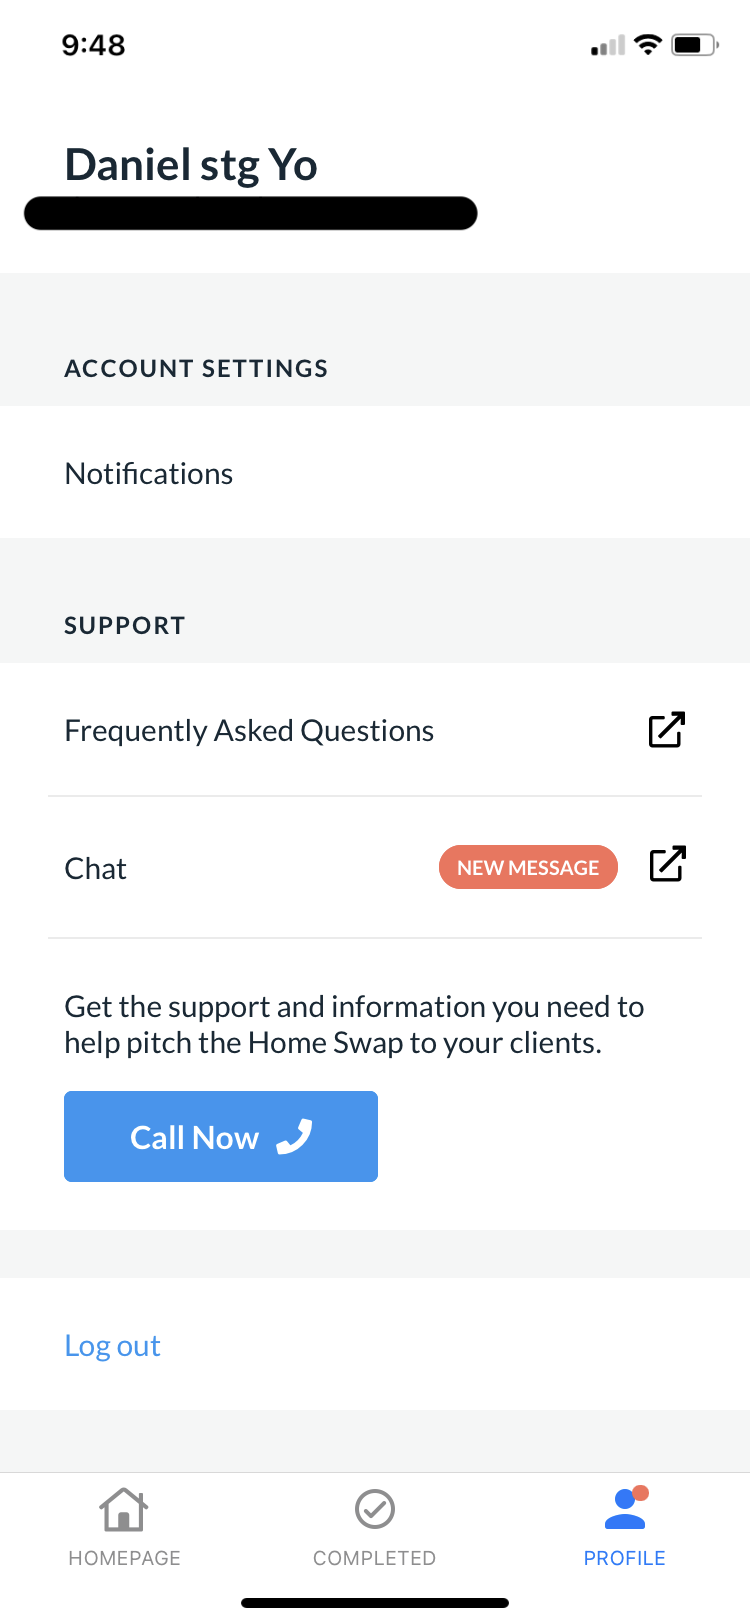 9:48
Daniel stg Yo
ACCOUNT SETTINGS
Notifications
SUPPORT
Frequently Asked Questions
Chat
NEW MESSAGE
Get the support and information you need to
help pitch the Home Swap to your clients.
Call Now
Log out
HOMEPAGE
COMPLETED
PROFILE